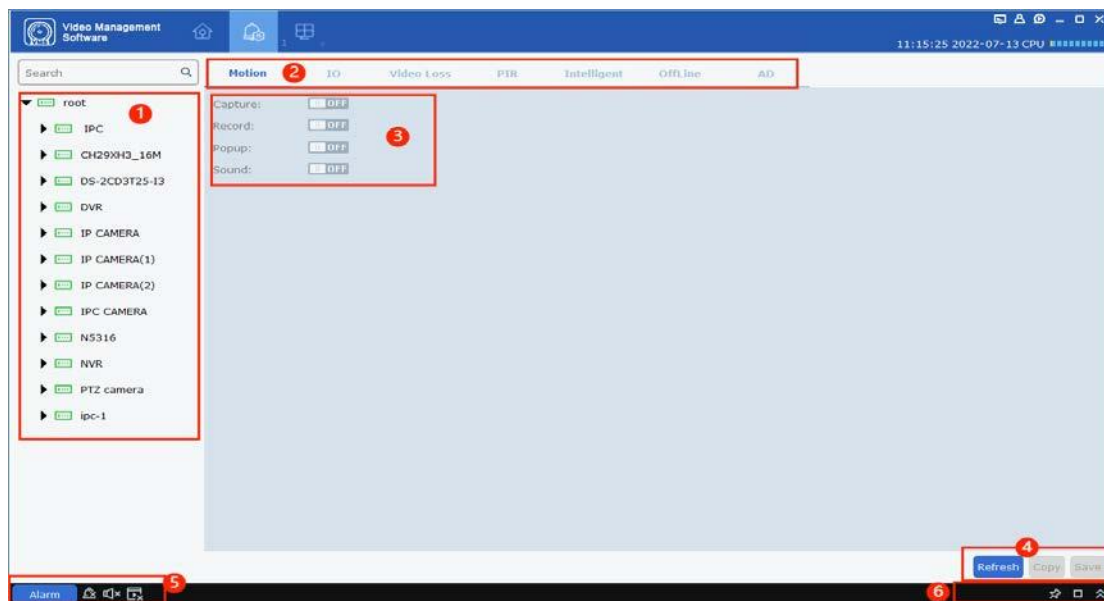 Video Management
Software
1
11:15:25 2022-07-13 CPU
Search
Motion 2 IO Video Loss PIR Intelligent OffLine AD
root
1
IPC
CH29XH3_16M
DS-2CD3T25-I3
DVR
IP CAMERA
IP CAMERA(1)
IP CAMERA(2)
IPC CAMERA
N5316
NVR
PTZ camera
ipc-1
Capture: OFF
Record: OFF
3
Popup: OFF
Sound: OFF
4
Refresh Copy Save
Alarm 5
6